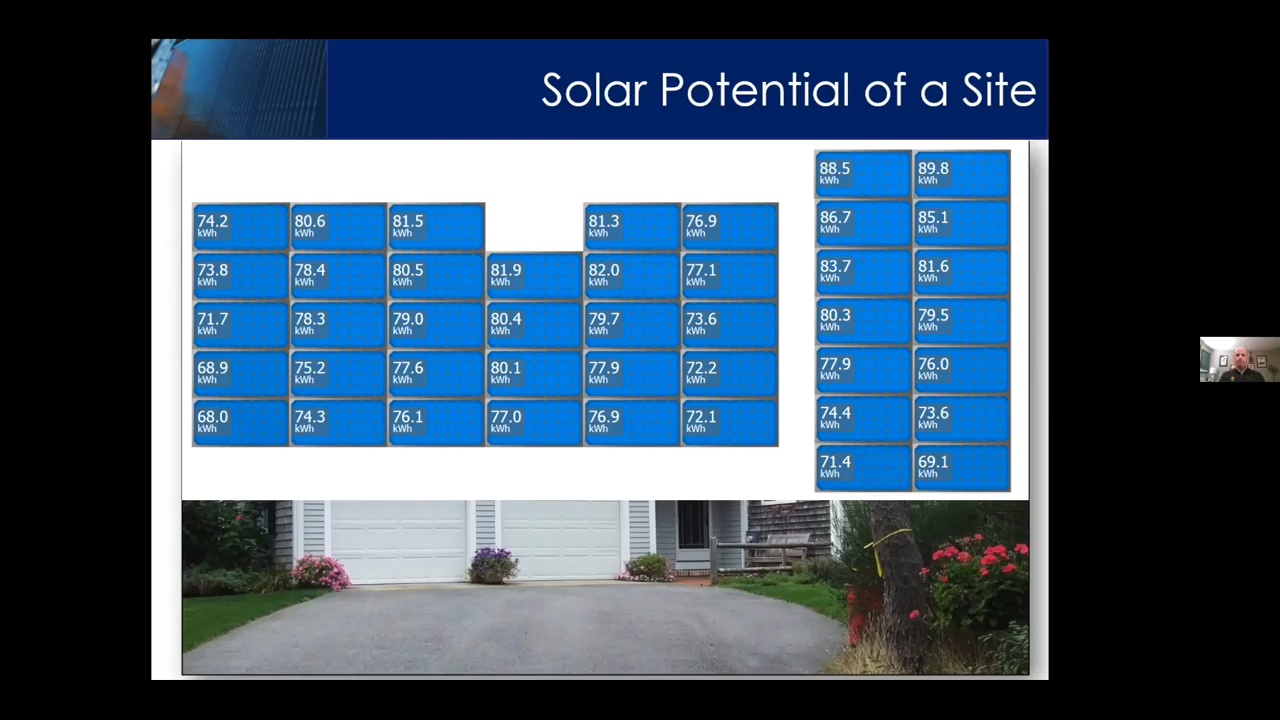 Solar Potential of a Site
74.2 80.6 81.5 81.3 76.9
kWh kWh kWh kWh kWh
73.8 78.4 80.5 81.9 82.0 77.1
kWh kWh kWh kWh kWh kWh
71.7 78.3 79.0 80.4 79.7 73.6
kWh kWh kWh kWh kWh kWh
68.9 75.2 77.6 80.1 77.9 72.2
kWh kWh kWh kWh kWh kWh
68.0 74.3 76.1 77.0 76.9 72.1
kWh kWh kWh kWh kWh kWh
88.5 89.8
kWh kWh
86.7 85.1
kWh kWh
83.7 81.6
kWh kWh
80.3 79.5
kWh kWh
77.9 76.0
kWh kWh
74.4 73.6
kWh kWh
71.4 69.1
kWh kWh